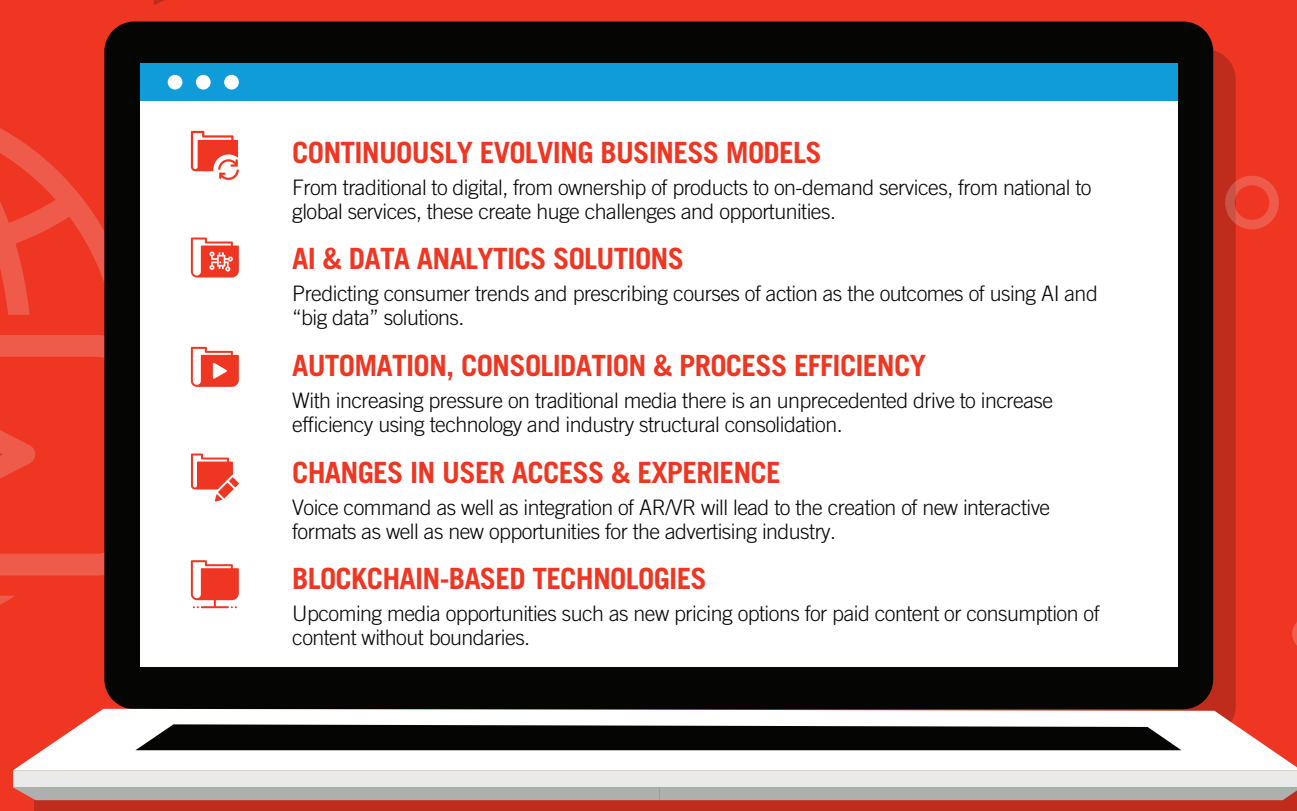 CONTINUOUSLY EVOLVING BUSINESS MODELS
From traditional to digital, from ownership of products to on-demand services, from national to
global services, these create huge challenges and opportunities.
AI & DATA ANALYTICS SOLUTIONS
Predicting consumer trends and prescribing courses of action as the outcomes of using AI and
“big data” solutions.
AUTOMATION, CONSOLIDATION & PROCESS EFFICIENCY
With increasing pressure on traditional media there is an unprecedented drive to increase
efficiency using technology and industry structural consolidation.
CHANGES IN USER ACCESS & EXPERIENCE
Voice command as well as integration of AR/VR will lead to the creation of new interactive
formats as well as new opportunities for the advertising industry.
BLOCKCHAIN-BASED TECHNOLOGIES
Upcoming media opportunities such as new pricing options for paid content or consumption of
content without boundaries.